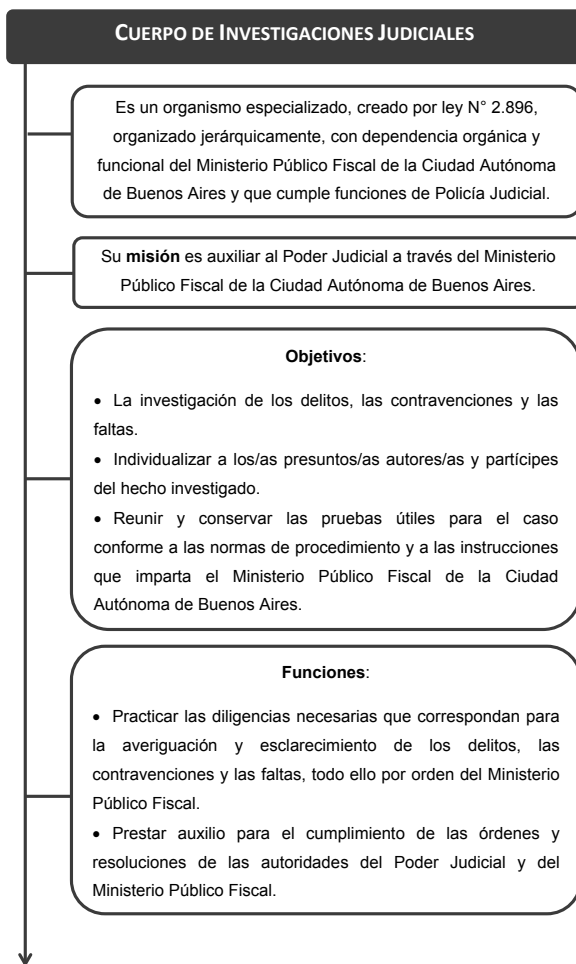 CUERPO DE INVESTIGACIONES JUDICIALES
Es un organismo especializado, creado por ley N° 2.896,
organizado jerárquicamente, con dependencia orgánica y
funcional del Ministerio Público Fiscal de la Ciudad Autónoma
de Buenos Aires y que cumple funciones de Policía Judicial.
Su misión es auxiliar al Poder Judicial a través del Ministerio
Público Fiscal de la Ciudad Autónoma de Buenos Aires.
Objetivos:
• La investigación de los delitos, las contravenciones y las
faltas.
• Individualizar a los/as presuntos/as autores/as y partícipes
del hecho investigado.
• Reunir y conservar las pruebas útiles para el caso
conforme a las normas de procedimiento y a las instrucciones
que imparta el Ministerio Público Fiscal de la Ciudad
Autónoma de Buenos Aires.
Funciones:
• Practicar las diligencias necesarias que correspondan para
la averiguación y esclarecimiento de los delitos, las
contravenciones y las faltas, todo ello por orden del Ministerio
Público Fiscal.
• Prestar auxilio para el cumplimiento de las órdenes y
resoluciones de las autoridades del Poder Judicial y del
Ministerio Público Fiscal.